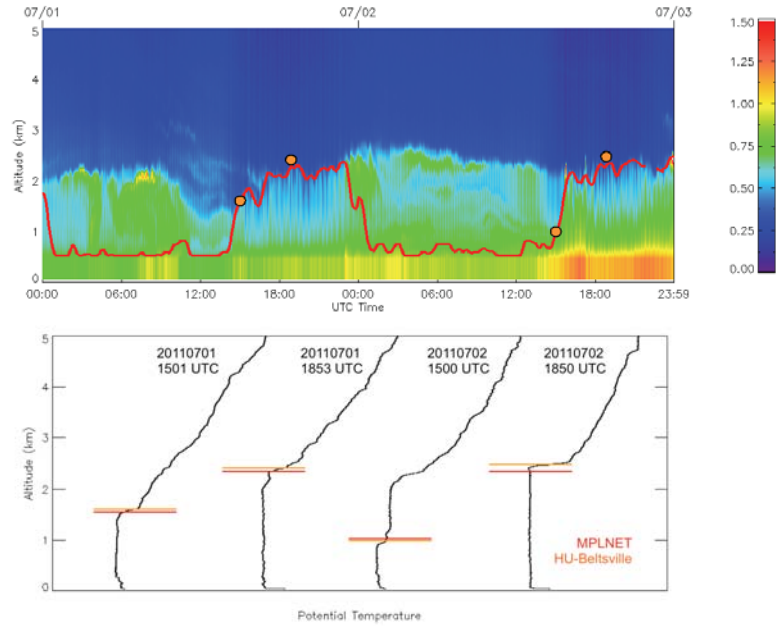 07/01 07/02 07/03
5
4
3
2
1
0
Altitude (km)
00:00 06:00 12:00 18:00 00:00 06:00 12:00 18:00 23:59
UTC Time
1.50
1.25
1.00
0.75
0.50
0.25
0.00
5
4
3
2
1
0
Altitude (km)
20110701 20110701 20110702 20110702
1501 UTC 1853 UTC 1500 UTC 1850 UTC
MPLNET
HU-Beltsville
Potential Temperature